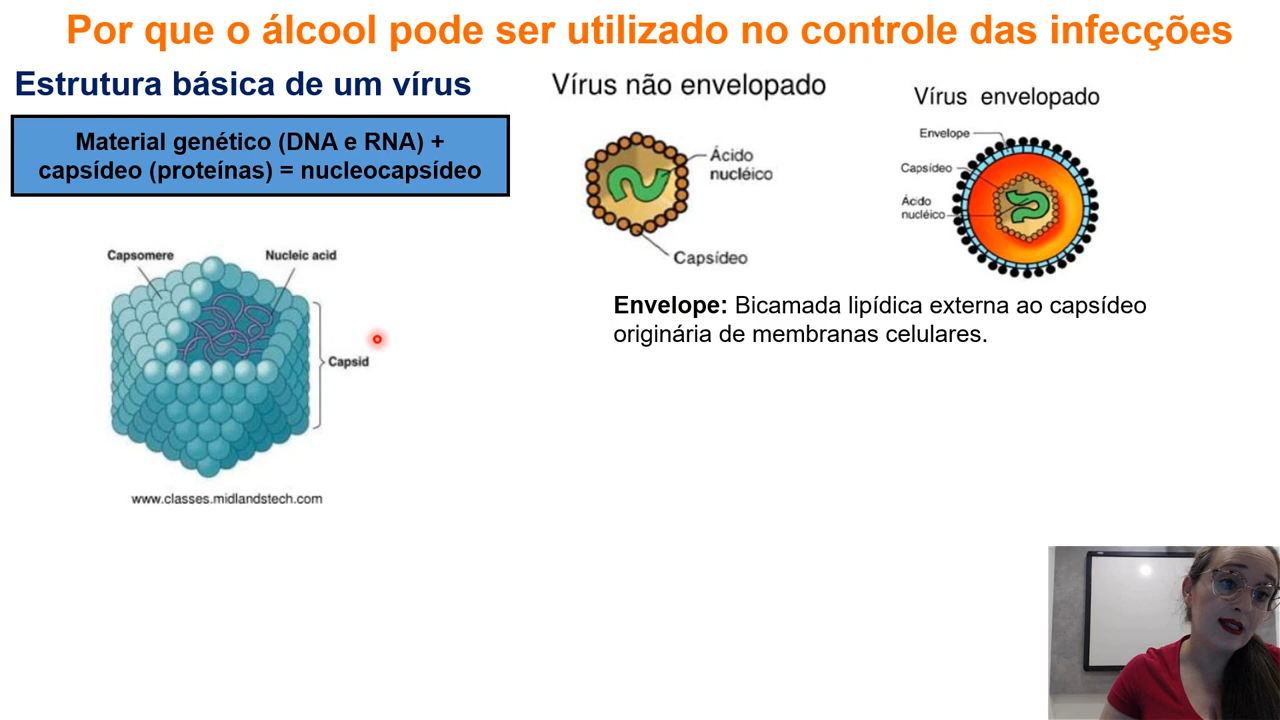 Por que o álcool pode ser utilizado no controle das infecções
Estrutura básica de um vírus
Material genético (DNA e RNA) +
capsídeo (proteínas) = nucleocapsídeo
Capsomere
Nucleic acid
Capsid
www.classes.midlandstech.com
Vírus não envelopado
Ácido
nucléico
Capsídeo
Vírus envelopado
Envelope
Capsídeo
Ácido
nucléico
Envelope: Bicamada lipídica externa ao capsídeo
originária de membranas celulares.